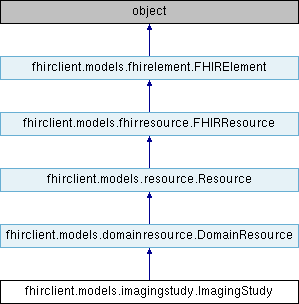 object
fhirclient.models.fhirelement.FHIRElement
fhirclient.models.fhirresource.FHIRResource
fhirclient.models.resource.Resource
fhirclient.models.domainresource.DomainResource
fhirclient.models.imagingstudy.ImagingStudy